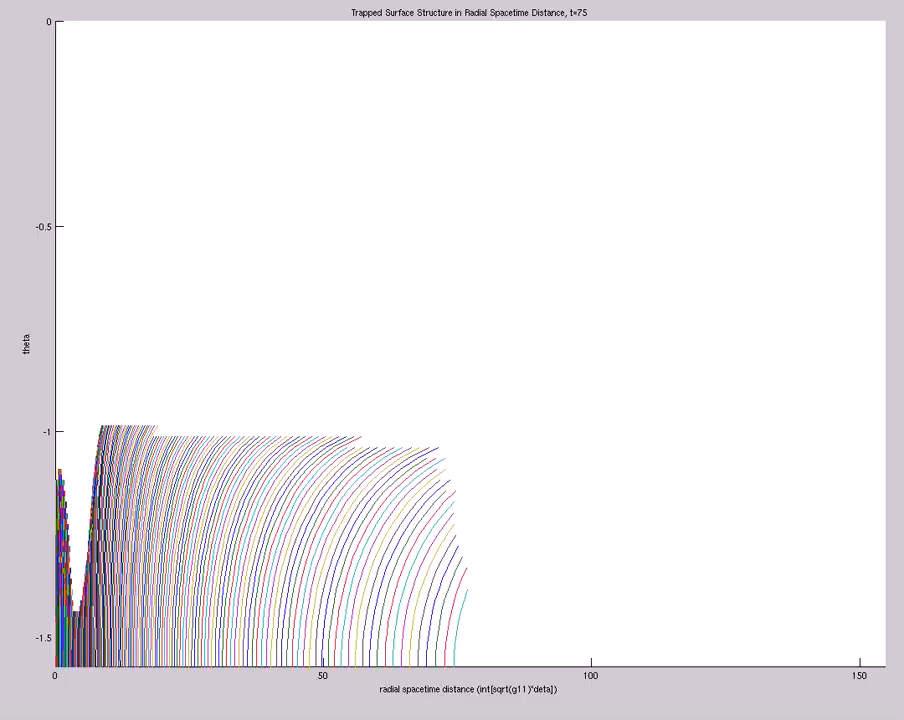 Trapped Surface Structure in Radial Spacetime Distance, t=75
0
-0.5
theta
-1
-1.5
0 50 100 150
radial spacetime distance (int[sqrt(g11)*deta])